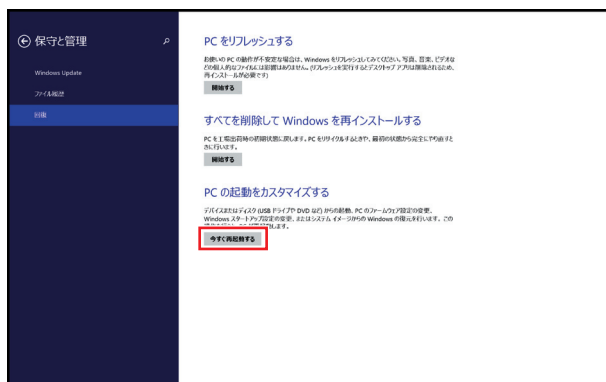 保守と管理
Windows Update
ファイル履歴
回復
PC をリフレッシュする
お使いの PC の動作が不安定な場合は、Windows をリフレッシュしてみてください。写真、音楽、ビデオな
どの個人的なファイルには影響はありません。(リフレッシュを実行するとデスクトップ アプリは削除されるため、
再インストールが必要です)
開始する
すべてを削除して Windows を再インストールする
PC を工場出荷時の初期状態に戻します。PC をリサイクルするときや、最初の状態から完全にやり直すと
きに行います。
開始する
PC の起動をカスタマイズする
デバイスまたはディスク (USB ドライブや DVD など) からの起動、PC のファームウェア設定の変更、
Windows スタートアップ設定の変更、またはシステム イメージからの Windows の復元を行います。この
します。
今すぐ再起動する